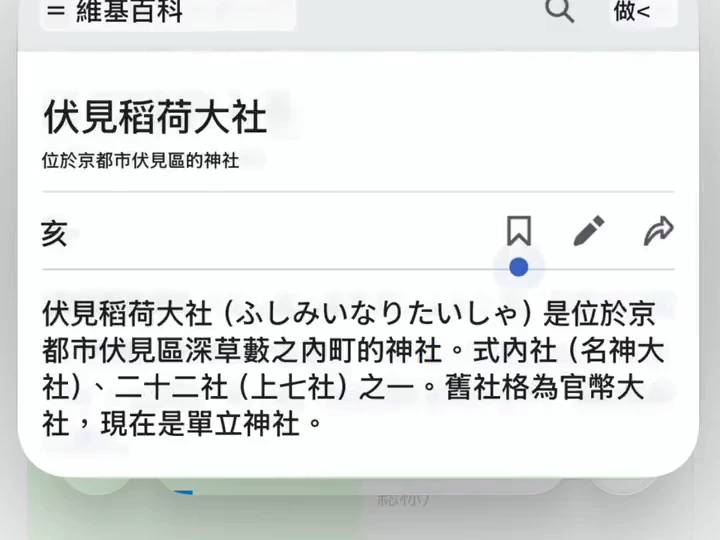 維基百科
做<
伏見稻荷大社
位於京都市伏見區的神社
亥
伏見稻荷大社（ふしみいなりたいしゃ）是位於京
都市伏見區深草藪之內町的神社。式內社（名神大
社）、二十二社（上七社）之一。舊社格為官幣大
社，現在是單立神社。